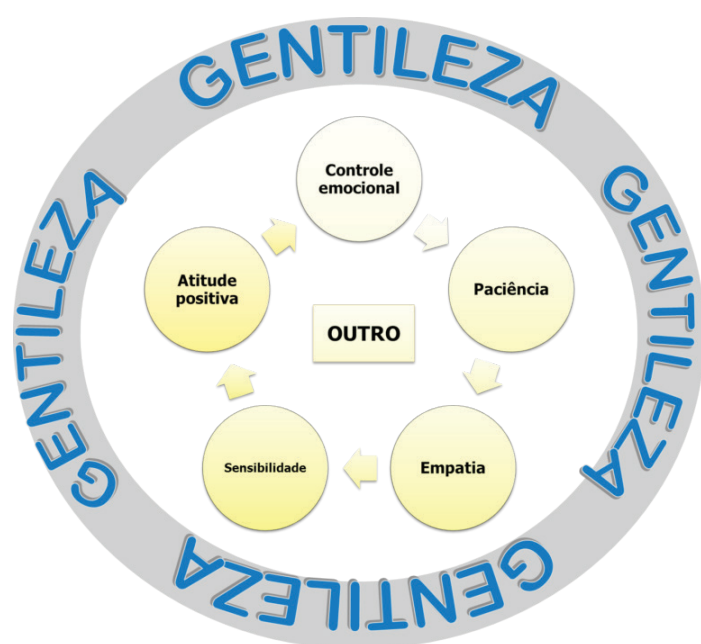 GENTILEZA
GENTILEZA
GENTILEZA
GENTILEZA
Controle
emocional
Paciência
Empatia
Sensibilidade
Atitude
positiva
OUTRO